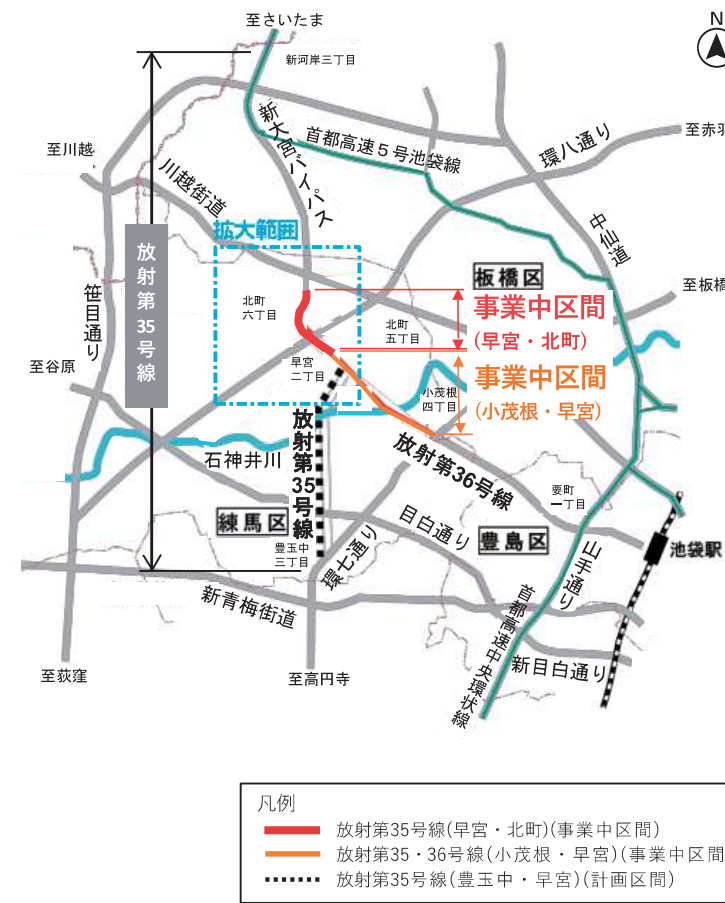 至さいたま
N
新河岸三丁目
新大宮バイパス
首都高速5号池袋線
環八通り
至赤羽
至川越
川越街道
中仙道
拡大範囲
放射第35号線
板橋区
至板橋
笹目通り
北町
六丁目
事業中区間
(早宮・北町)
北町
五丁目
至谷原
早宮
二丁目
事業中区間
(小茂根・早宮)
小茂根
四丁目
放射第35号線
放射第36号線
石神井川
要町
一丁目
練馬区
目白通り
豊島区
豊玉中
三丁目
環七通り
山手通り
池袋駅
新青梅街道
首都高速中央環状線
新目白通り
至荻窪
至高円寺
凡例
放射第35号線(早宮・北町)(事業中区間)
放射第35・36号線(小茂根・早宮)(事業中区間
放射第35号線(豊玉中・早宮)(計画区間)